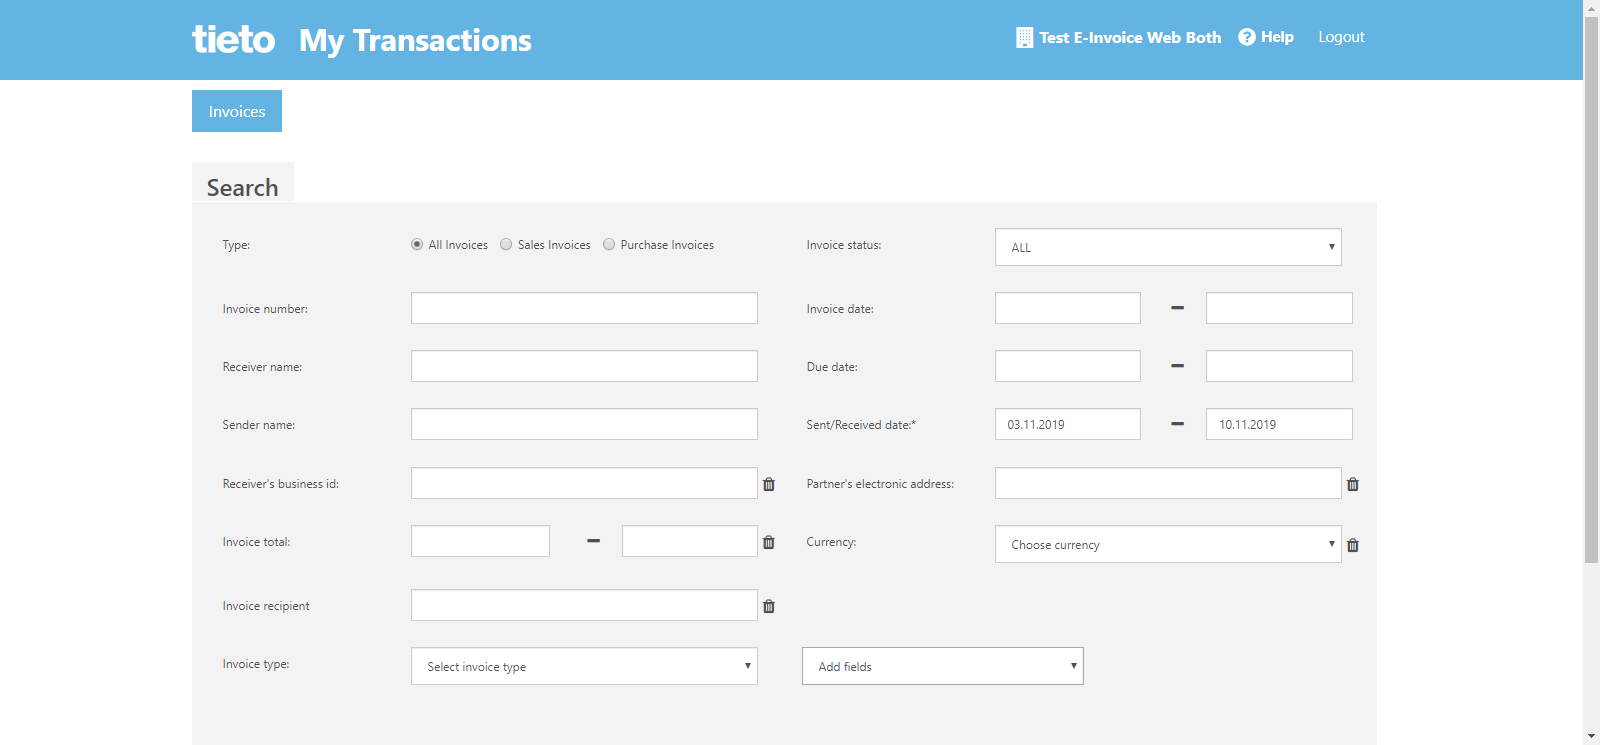 tieto My Transactions Test E-Invoice Web Both ? Help Logout
Invoices
Search
Type: All Invoices Sales Invoices Purchase Invoices Invoice status: ALL
Invoice number: Invoice date:
Receiver name: Due date:
Sender name: Sent/Received date:* 03.11.2019 10.11.2019
Receiver's business id: Partner's electronic address:
Invoice total: Currency: Choose currency
Invoice recipient
Invoice type: Select invoice type Add fields